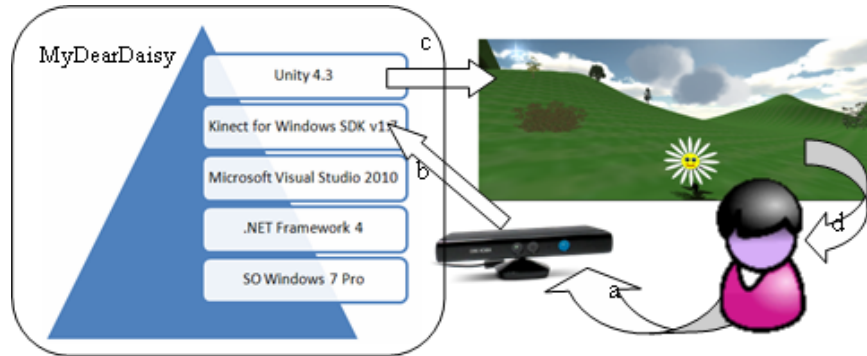 MyDearDaisy
c
Unity 4.3
Kinect for Windows SDK v1.7
b
Microsoft Visual Studio 2010
.NET Framework 4
d
SO Windows 7 Pro
a